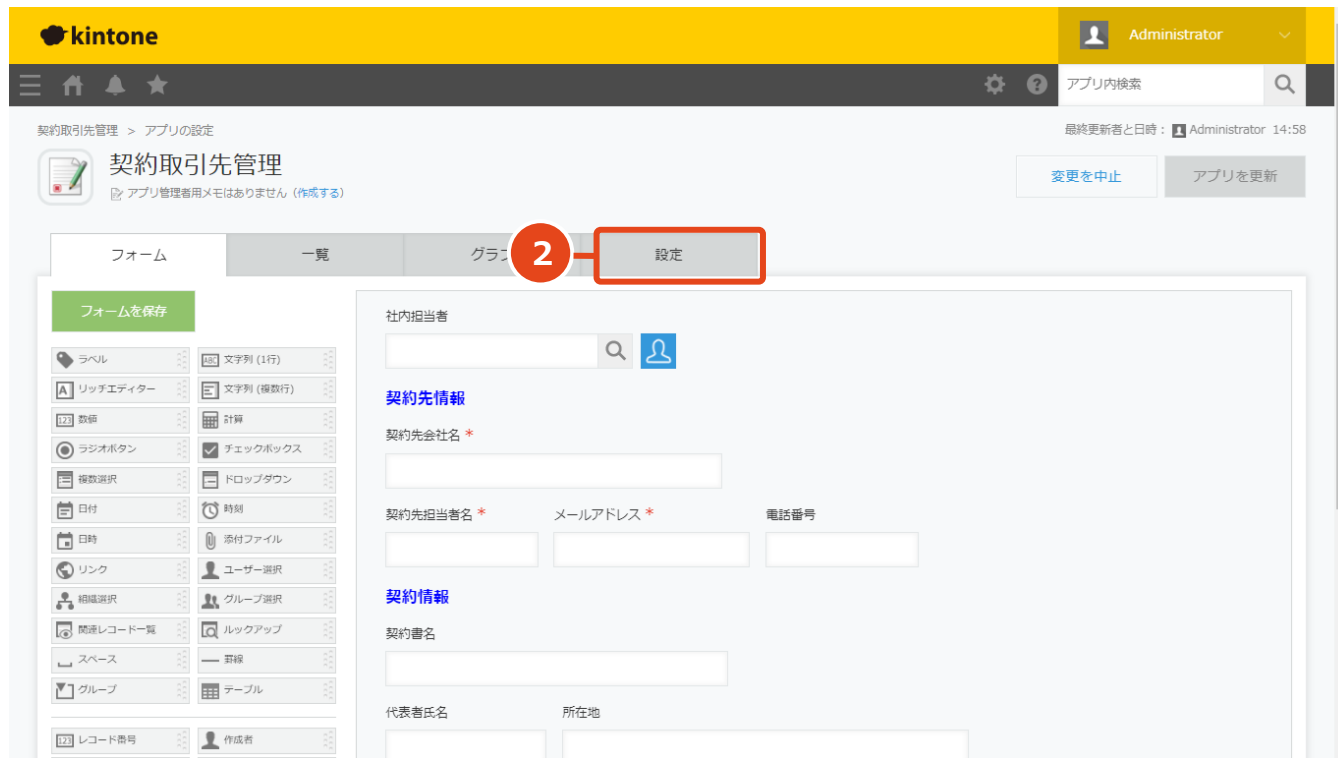 kintone
Administrator
アプリ内検索
契約取引先管理 > アプリの設定
最終更新者と日時: Administrator 14:58
契約取引先管理
アプリ管理者用メモはありません (作成する)
変更を中止
アプリを更新
フォーム
一覧
グラフ
2
設定
フォームを保存
ラベル
ABC 文字列 (1行)
A リッチエディター
文字列 (複数行)
123 数値
計算
ラジオボタン
チェックボックス
複数選択
ドロップダウン
日付
時刻
日時
添付ファイル
リンク
ユーザー選択
組織選択
グループ選択
関連レコード一覧
ルックアップ
スペース
罫線
グループ
テーブル
123 レコード番号
作成者
社内担当者
契約先情報
契約先会社名 *
契約先担当者名 *
メールアドレス *
電話番号
契約情報
契約書名
代表者氏名
所在地